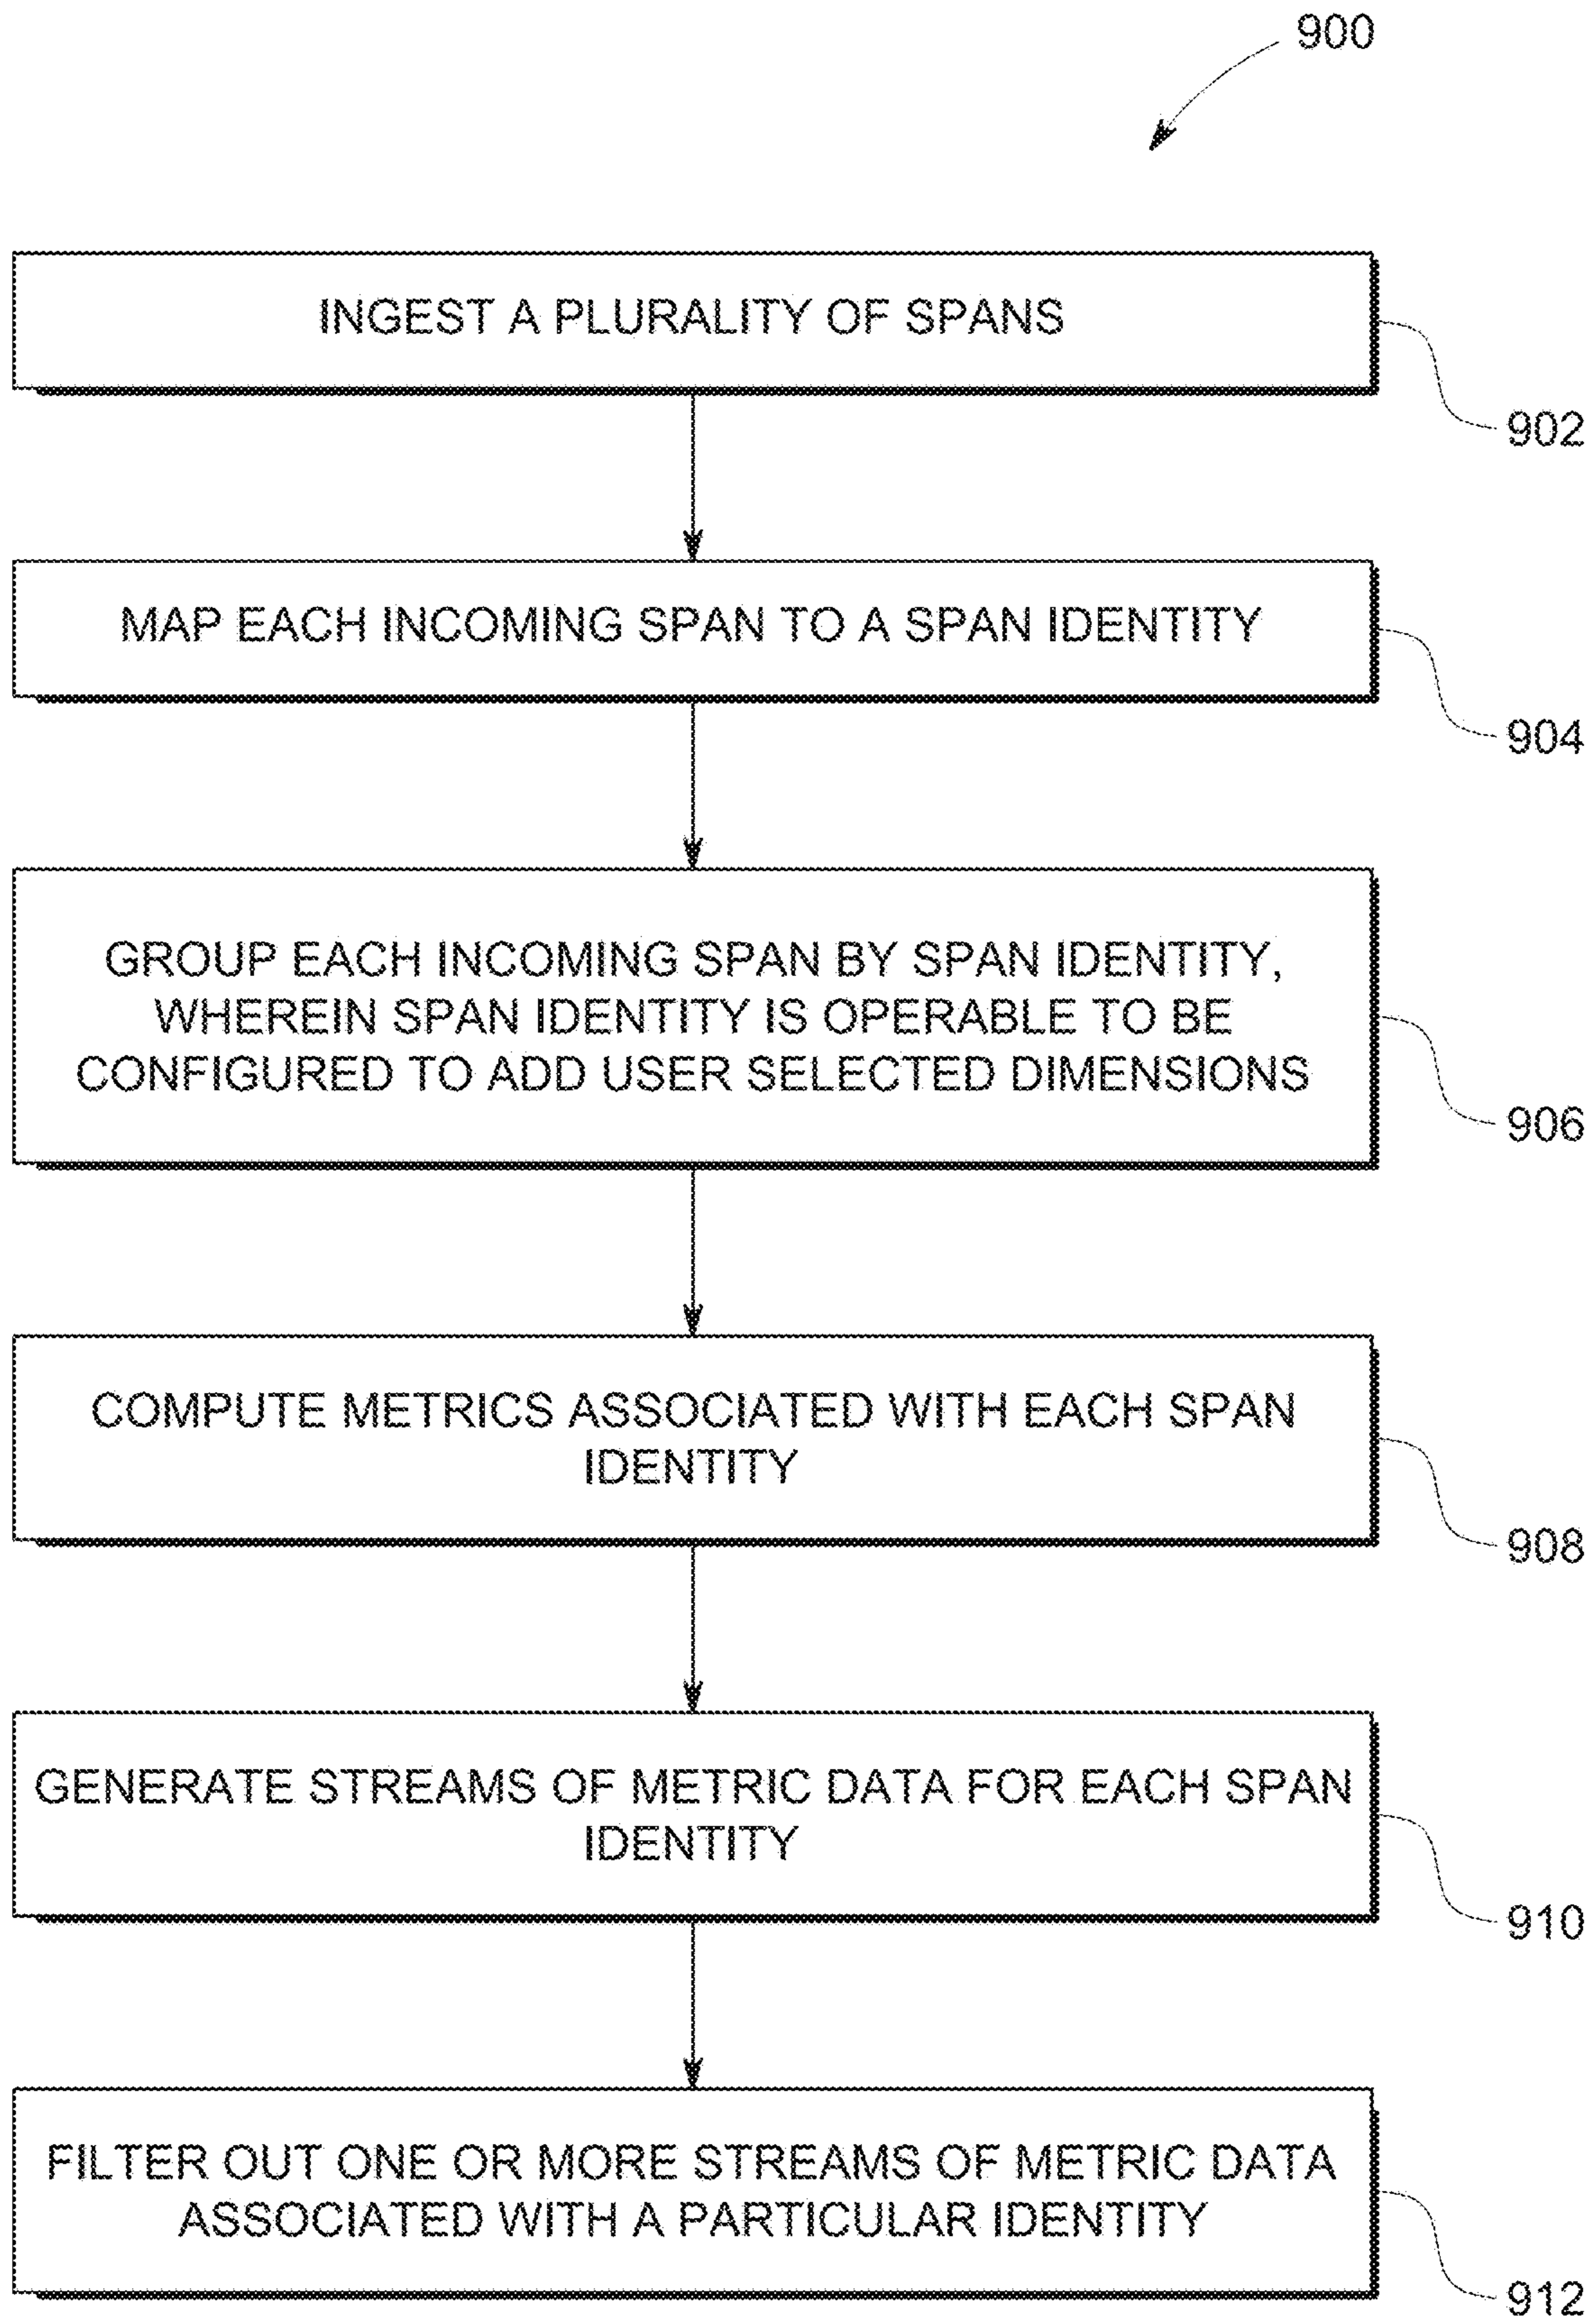 900
INGEST A PLURALITY OF SPANS
902
MAP EACH INCOMING SPAN TO A SPAN IDENTITY
904
GROUP EACH INCOMING SPAN BY SPAN IDENTITY,
WHEREIN SPAN IDENTITY IS OPERABLE TO BE
CONFIGURED TO ADD USER SELECTED DIMENSIONS
906
COMPUTE METRICS ASSOCIATED WITH EACH SPAN
IDENTITY
908
GENERATE STREAMS OF METRIC DATA FOR EACH SPAN
IDENTITY
910
FILTER OUT ONE OR MORE STREAMS OF METRIC DATA
ASSOCIATED WITH A PARTICULAR IDENTITY
912